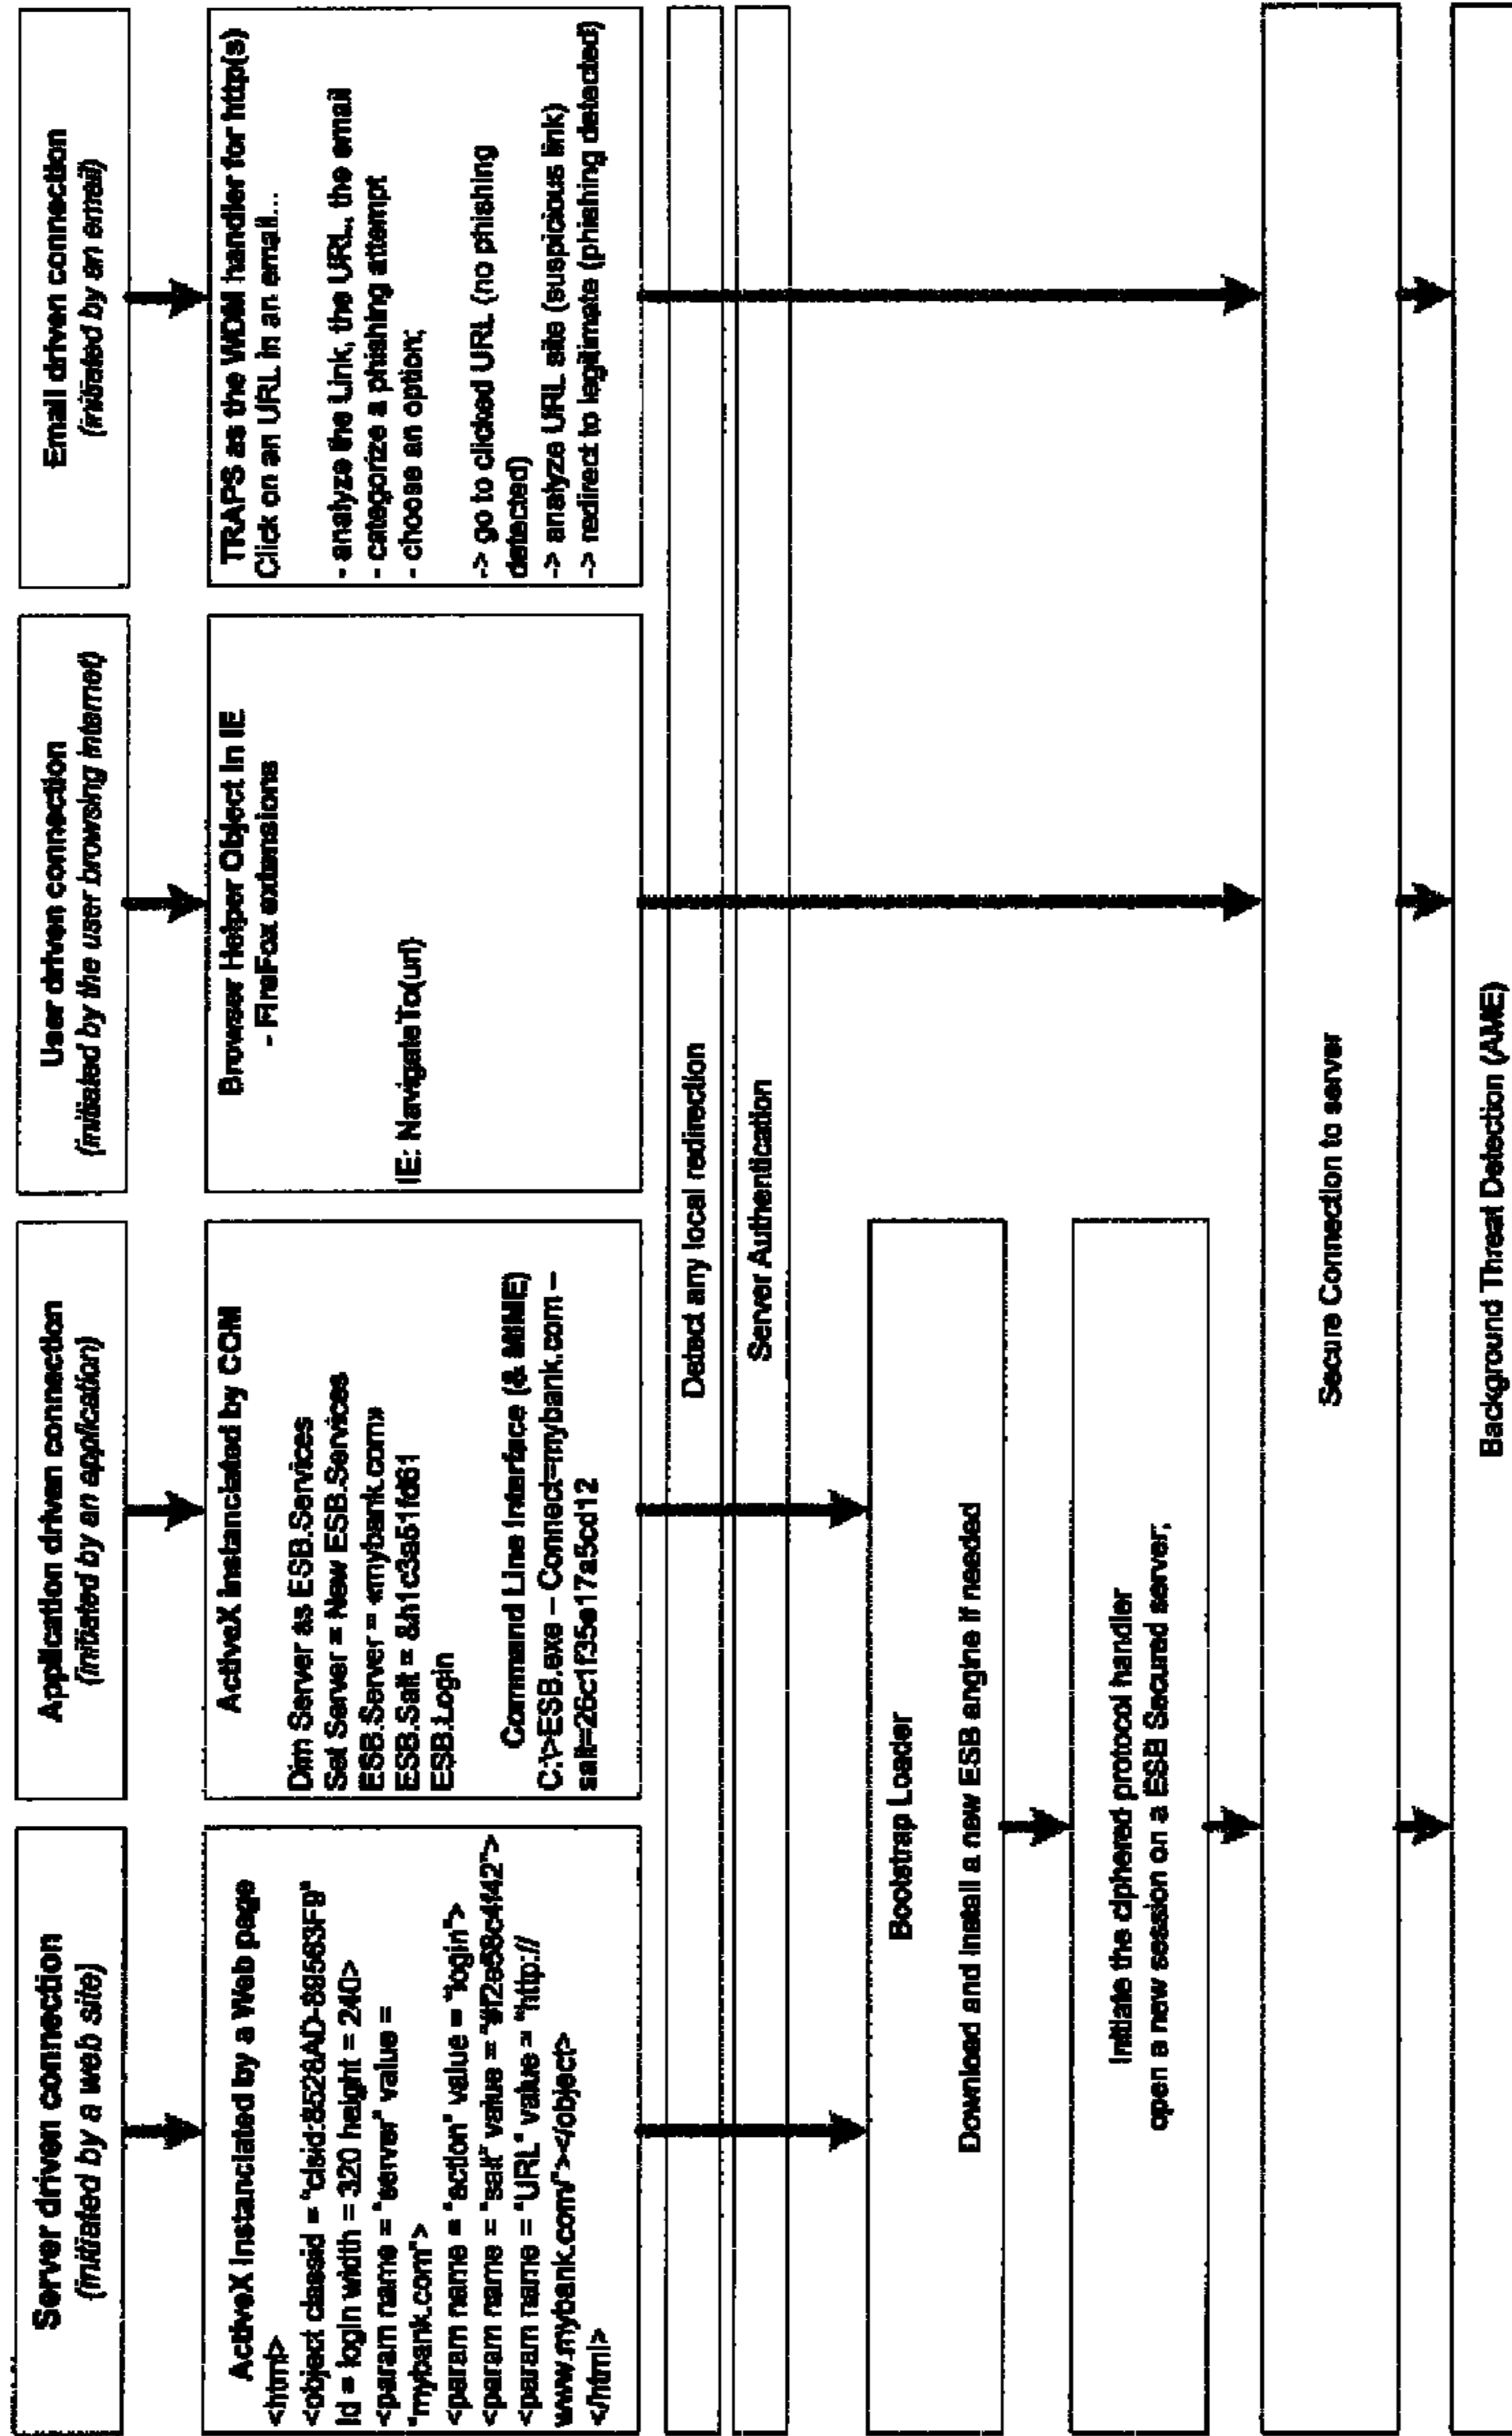 Server driven connection
(initiated by a web site)
ActiveX Instanciated by a Web page
<html>
<object classid = "clsid:8528AD-89563F9"
Id = login width = 320 height = 240>
<param name = "server" value =
"mybank.com">
<param name = "action" value = "login">
<param name = "salt" value = "#f2e58c4f42">
<param name = "URL" value = "http://
www.mybank.com/"></object>
</html>
Application driven connection
(initiated by an application)
ActiveX instanciated by COM
Dim Server as ESB.Services
Set Server = New ESB.Services
ESB.Server = «mybank.com»
ESB.Salt = &h1c3a51fd61
ESB.Login
Command Line Interface (& MIME)
C:\>ESB.exe – Connect=mybank.com –
salt=26c1f35e17a5cd12
User driven connection
(initiated by the user browsing internet)
Browser Helper Object in IE
- FireFox extensions
IE: NavigateTo(url)
Email driven connection
(initiated by an email)
TRAPS as the WDM handler for http(s)
Click on an URL in an email...
- analyze the Link, the URL, the email
- categorize a phishing attempt
- choose an option;
-> go to clicked URL (no phishing
detected)
-> analyze URL site (suspicious link)
-> redirect to legitimate (phishing detected)
Detect any local redirection
Server Authentication
Bootstrap Loader
Download and install a new ESB engine if needed
Initiate the ciphered protocol handler
open a new session on a ESB Secured server;
Secure Connection to server
Background Threat Detection (AME)